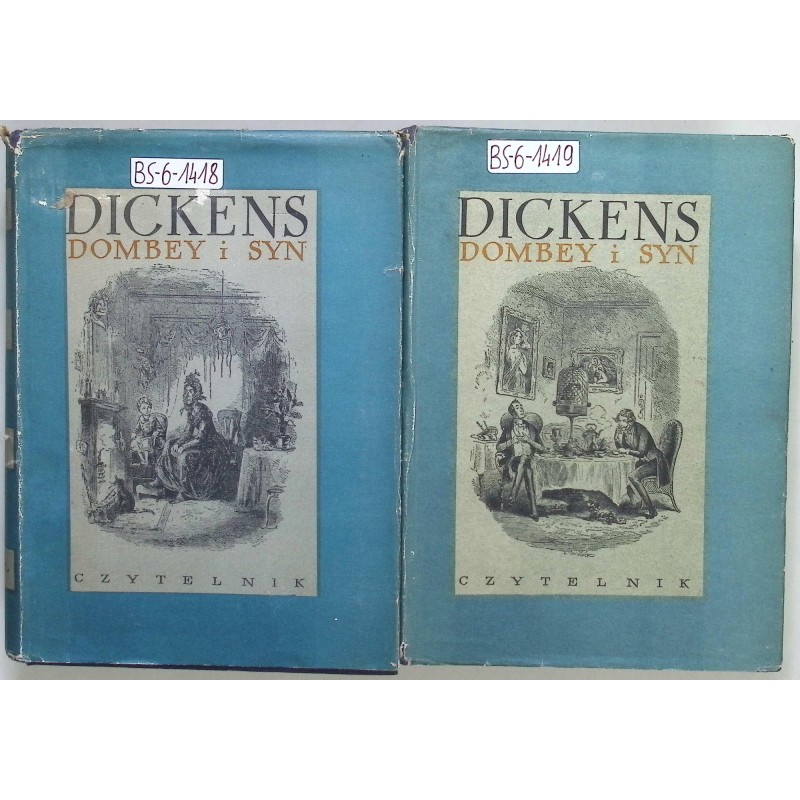 BS-6-1418
DICKENS
DOMBEY i SYN
CZYTELNIK
BS-6-1419
DICKENS
DOMBEY i SYN
CZYTELNIK